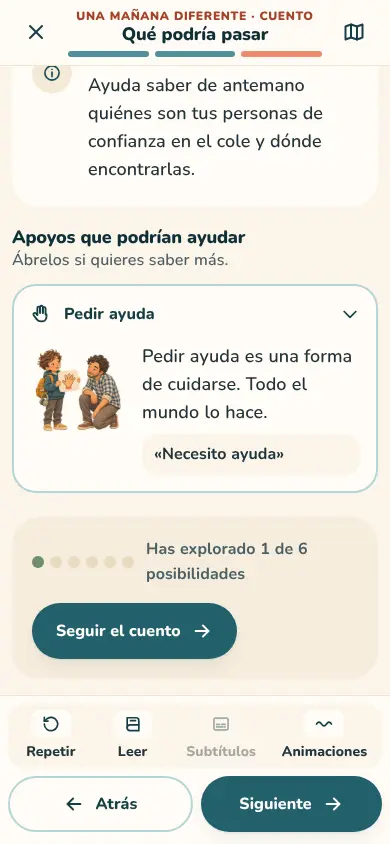 UNA MAÑANA DIFERENTE · CUENTO
Qué podría pasar
Ayuda saber de antemano
quiénes son tus personas de
confianza en el cole y dónde
encontrarlas.
Apoyos que podrían ayudar
Ábrelos si quieres saber más.
Pedir ayuda
Pedir ayuda es una forma
de cuidarse. Todo el
mundo lo hace.
«Necesito ayuda»
Has explorado 1 de 6
posibilidades
Seguir el cuento
Repetir
Leer
Subtítulos
Animaciones
Atrás
Siguiente